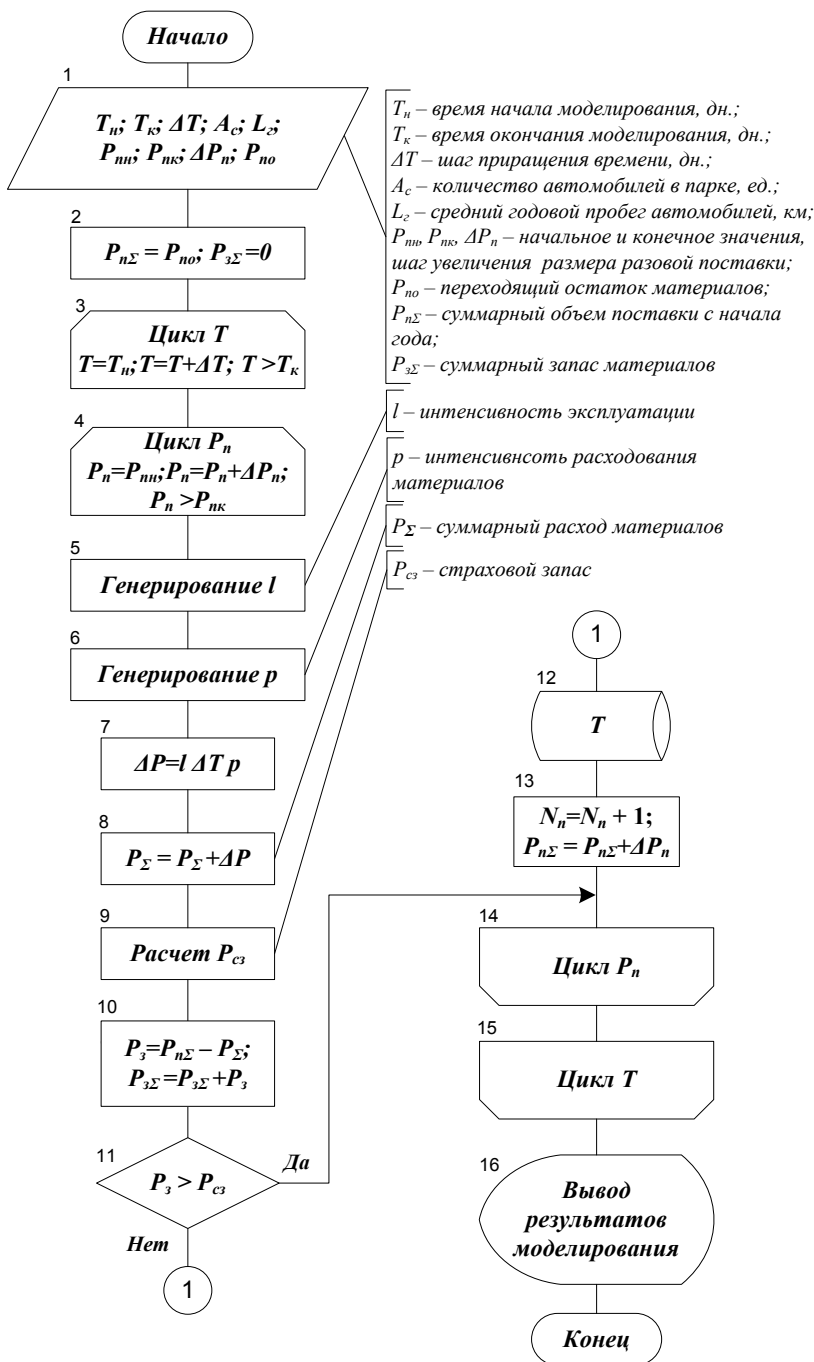 Начало
1
Tн; Tк; ΔT; Aс; Lг;
Pпн; Pпк; ΔPп; Pпо
2
PпΣ = Pпо; PзΣ =0
3
Цикл T
T=Tн;T=T+ΔT; T >Tк
4
Цикл Pп
Pп=Pпн;Pп=Pп+ΔPп;
Pп >Pпк
5
Генерирование l
6
Генерирование p
7
ΔP=l ΔT p
8
PΣ = PΣ +ΔP
9
Расчет Pсз
10
Pз=PпΣ – PΣ;
PзΣ =PзΣ +Pз
11
Pз > Pсз
Да
Нет
1
Tн – время начала моделирования, дн.;
Tк – время окончания моделирования, дн.;
ΔT – шаг приращения времени, дн.;
Aс – количество автомобилей в парке, ед.;
Lг – средний годовой пробег автомобилей, км;
Pпн, Pпк, ΔPп – начальное и конечное значения,
шаг увеличения размера разовой поставки;
Pпо – переходящий остаток материалов;
PпΣ – суммарный объем поставки с начала
года;
PзΣ – суммарный запас материалов
l – интенсивность эксплуатации
p – интенсивнсоть расходования
материалов
PΣ – суммарный расход материалов
Pсз – страховой запас
1
12
T
13
Nп=Nп + 1;
PпΣ = PпΣ+ΔPп
14
Цикл Pп
15
Цикл T
16
Вывод
результатов
моделирования
Конец